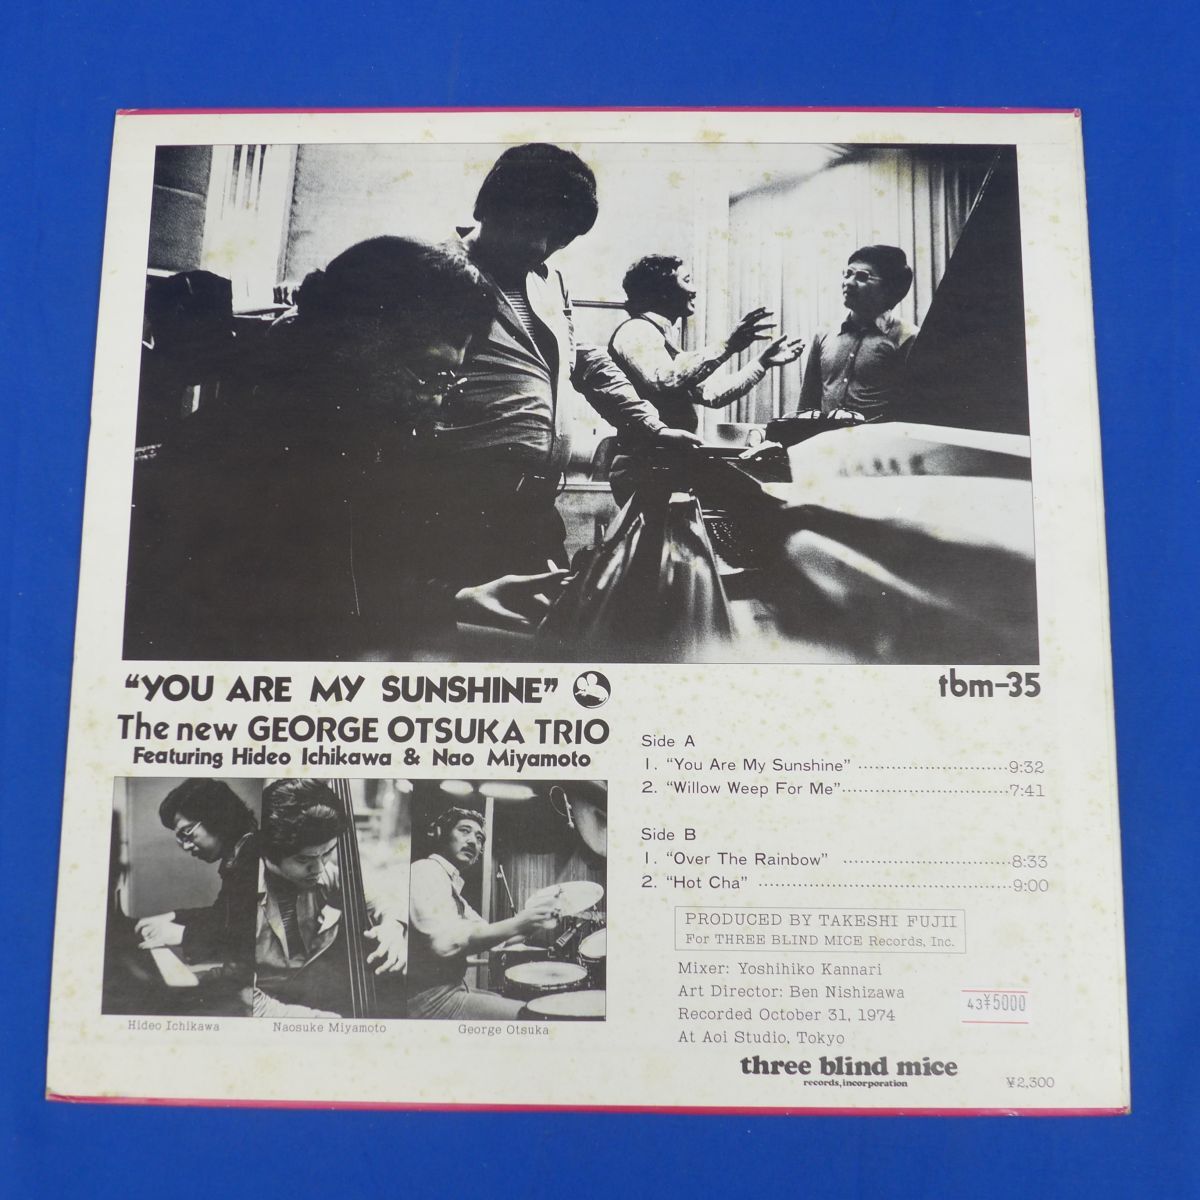 "YOU ARE MY SUNSHINE"
The new GEORGE OTSUKA TRIO
Featuring Hideo Ichikawa & Nao Miyamoto
Hideo Ichikawa
Naosuke Miyamoto
George Otsuka
tbm-35
Side A
1. "You Are My Sunshine" ........................ 9:32
2. "Willow Weep For Me" ........................ 7:41
Side B
1. "Over The Rainbow" ........................ 8:33
2. "Hot Cha" ........................ 9:00
PRODUCED BY TAKESHI FUJII
For THREE BLIND MICE Records, Inc.
Mixer: Yoshihiko Kannari
Art Director: Ben Nishizawa
Recorded October 31, 1974
At Aoi Studio, Tokyo
43¥5000
three blind mice
records, incorporation
¥2,300